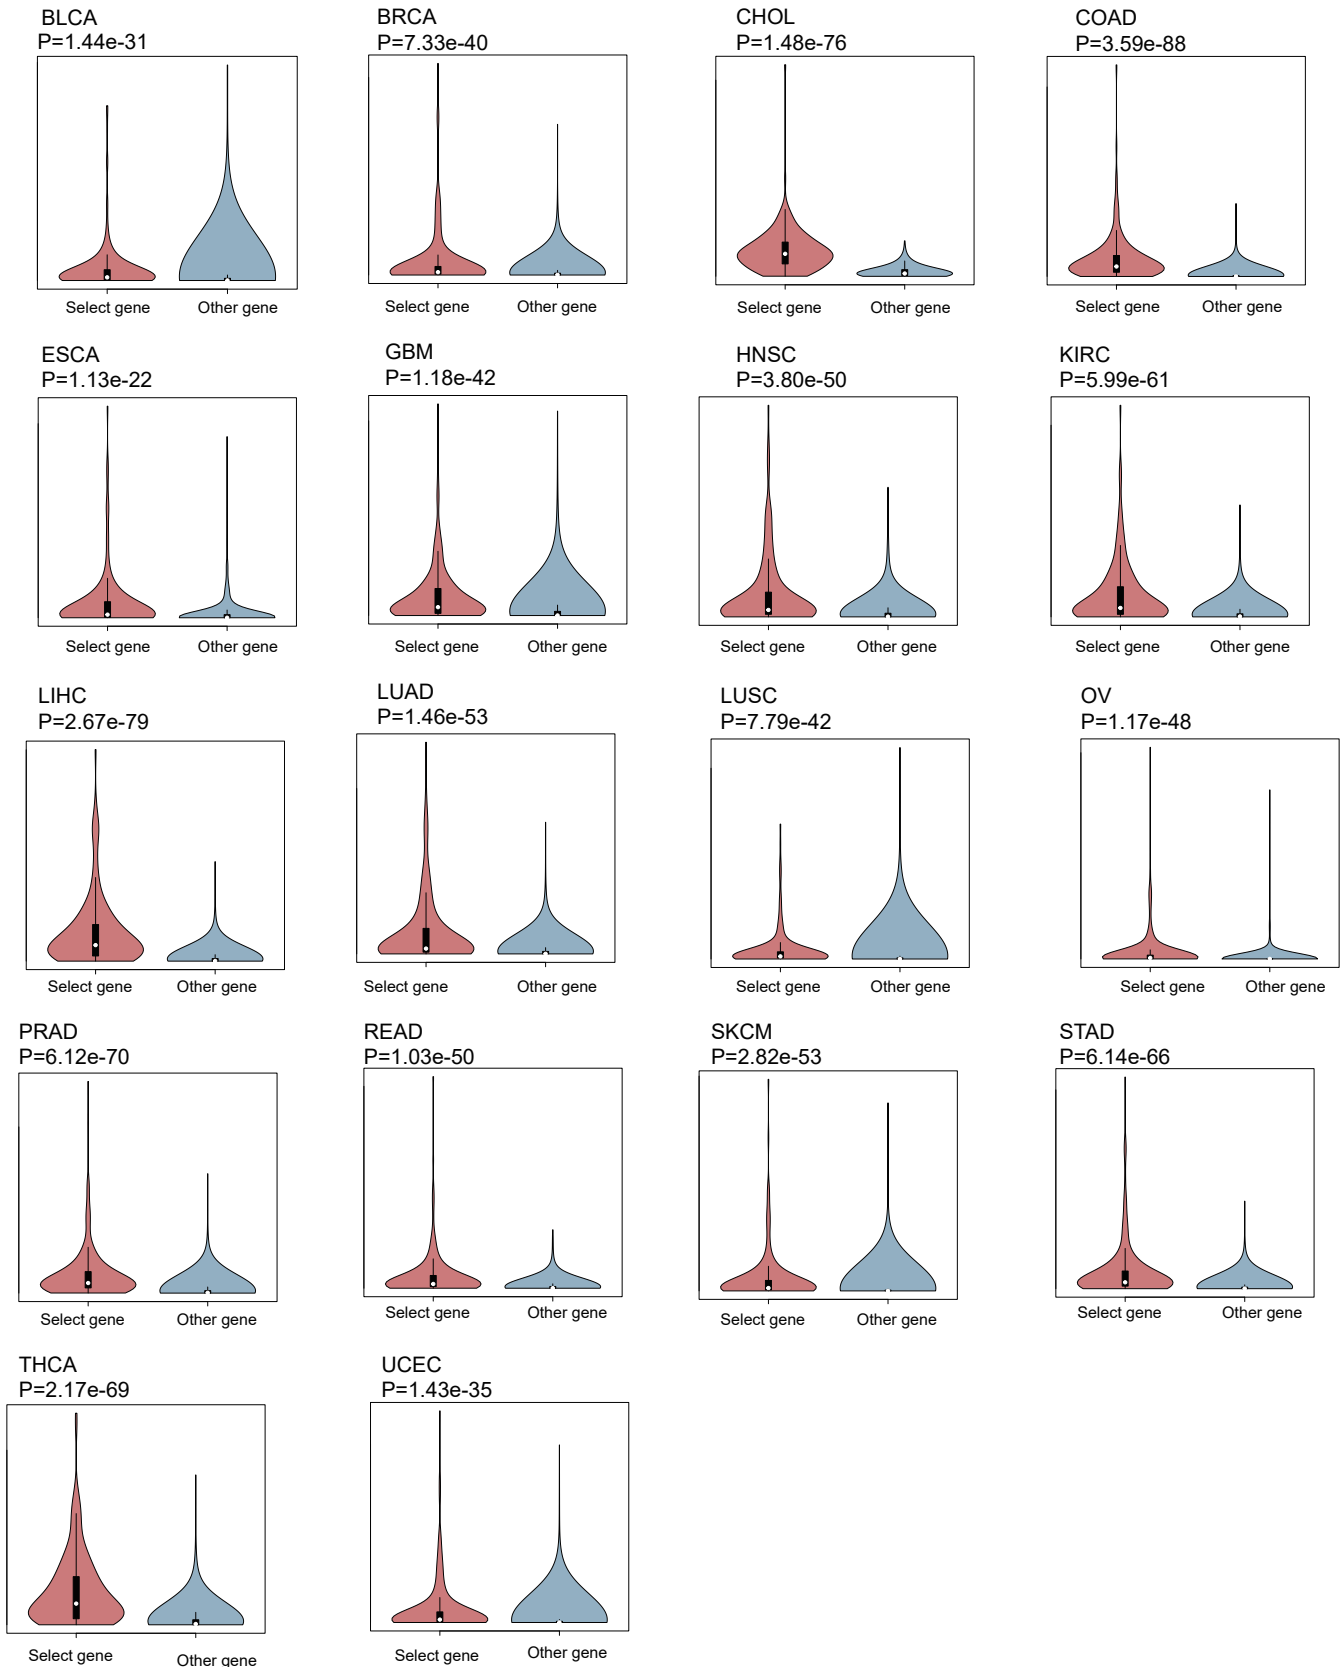 BLCA
P=1.44e-31
Select gene
Other gene
BRCA
P=7.33e-40
Select gene
Other gene
CHOL
P=1.48e-76
Select gene
Other gene
COAD
P=3.59e-88
Select gene
Other gene
ESCA
P=1.13e-22
Select gene
Other gene
GBM
P=1.18e-42
Select gene
Other gene
HNSC
P=3.80e-50
Select gene
Other gene
KIRC
P=5.99e-61
Select gene
Other gene
LIHC
P=2.67e-79
Select gene
Other gene
LUAD
P=1.46e-53
Select gene
Other gene
LUSC
P=7.79e-42
Select gene
Other gene
OV
P=1.17e-48
Select gene
Other gene
PRAD
P=6.12e-70
Select gene
Other gene
READ
P=1.03e-50
Select gene
Other gene
SKCM
P=2.82e-53
Select gene
Other gene
STAD
P=6.14e-66
Select gene
Other gene
THCA
P=2.17e-69
Select gene
Other gene
UCEC
P=1.43e-35
Select gene
Other gene